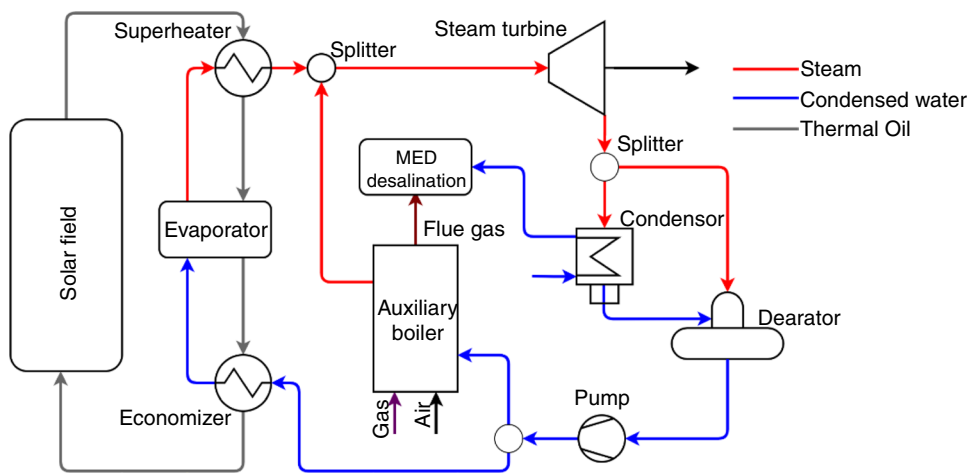 Superheater
Splitter
Steam turbine
Steam
Condensed water
Thermal Oil
Splitter
MED
desalination
Solar field
Evaporator
Flue gas
Condensor
Auxiliary
boiler
Dearator
Economizer
Gas
Air
Pump